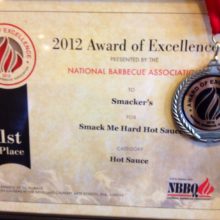 2012 Award of Excellence
PRESENTED BY THE
NATIONAL BARBECUE ASSOCIATION
TO
Smacker's
FOR
Smack Me Hard Hot Sauce
CATEGORY
Hot Sauce
1st
Place
NBBQA